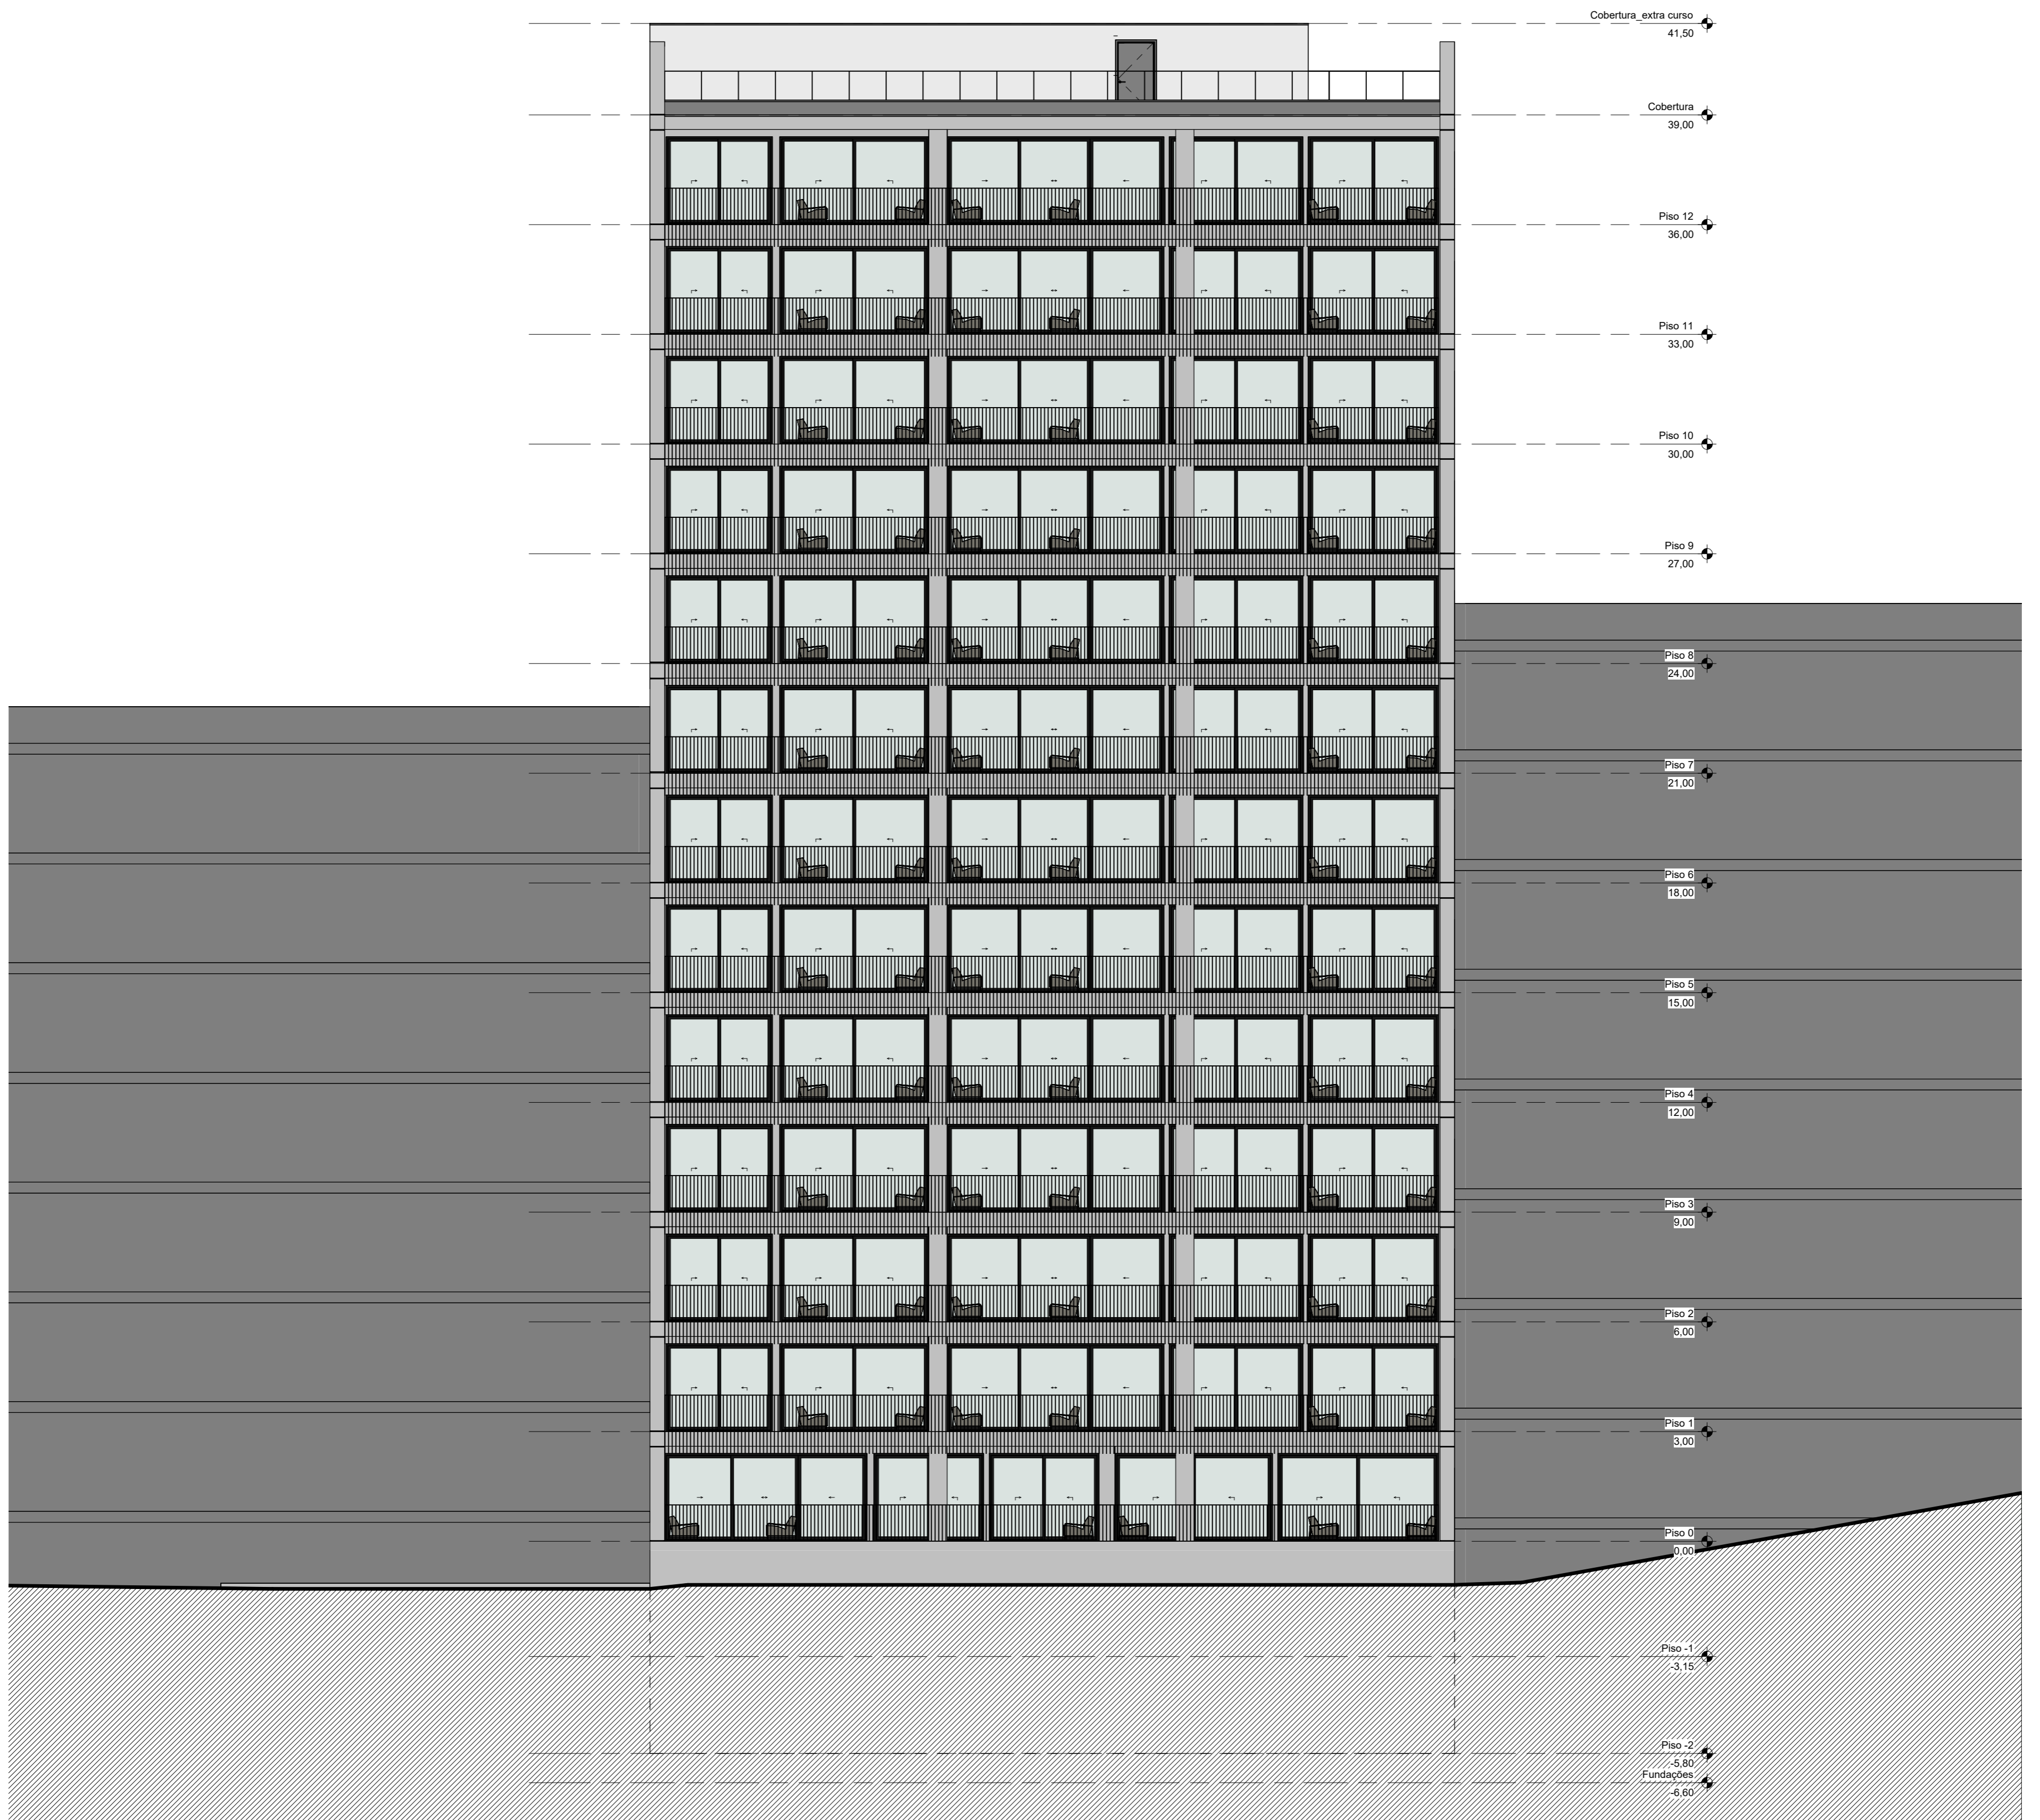 Cobertura_extra curso
41,50
Cobertura
39,00
Piso 12
36,00
Piso 11
33,00
Piso 10
30,00
Piso 9
27,00
Piso 8
24,00
Piso 7
21,00
Piso 6
18,00
Piso 5
15,00
Piso 4
12,00
Piso 3
9,00
Piso 2
6,00
Piso 1
3,00
Piso 0
0,00
Piso -1
-3,15
Piso -2
-5,80
Fundações
-6,60